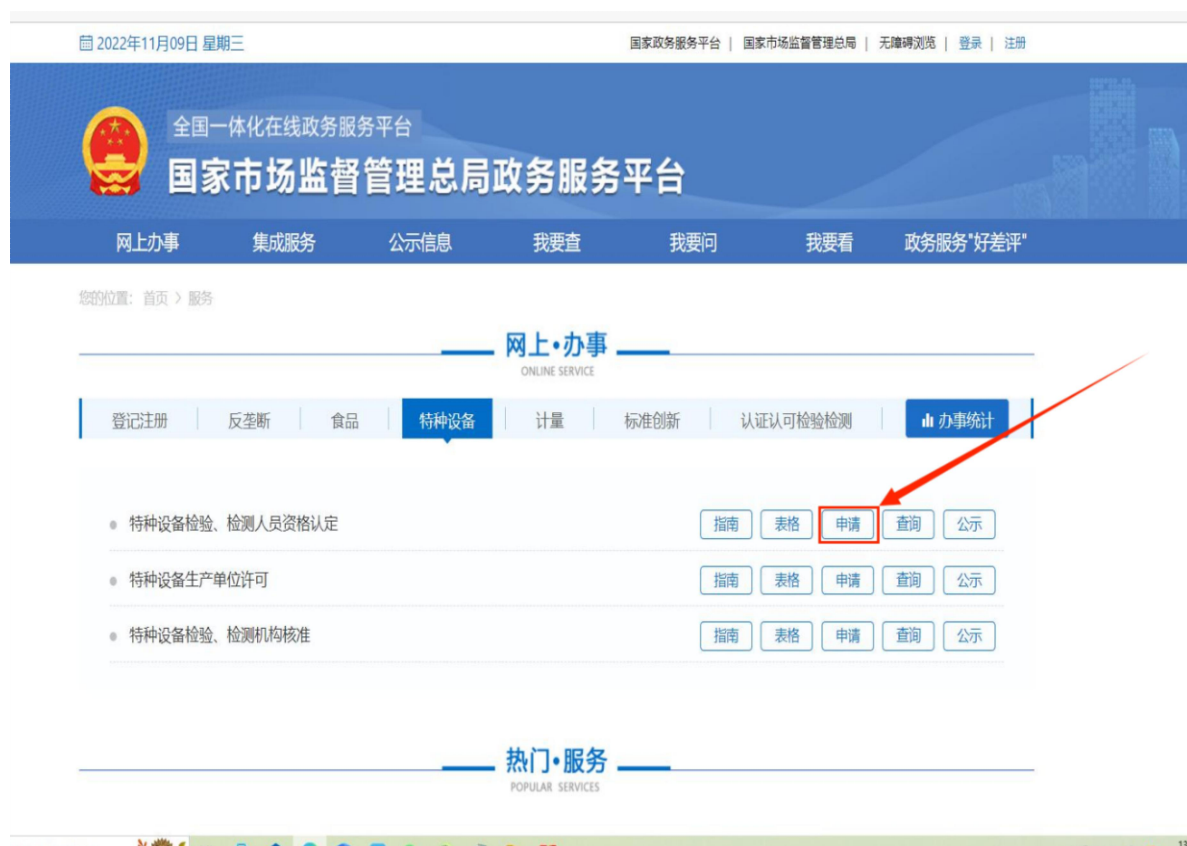 2022年11月09日 星期三
国家政务服务平台 | 国家市场监督管理总局 | 无障碍浏览 | 登录 | 注册
全国一体化在线政务服务平台
国家市场监督管理总局政务服务平台
网上办事 集成服务 公示信息 我要查 我要问 我要看 政务服务"好差评"
您的位置：首页 > 服务
网上•办事
ONLINE SERVICE
登记注册 反垄断 食品 特种设备 计量 标准创新 认证认可检验检测 办事统计
特种设备检验、检测人员资格认定 指南 表格 申请 查询 公示
特种设备生产单位许可 指南 表格 申请 查询 公示
特种设备检验、检测机构核准 指南 表格 申请 查询 公示
热门•服务
POPULAR SERVICES